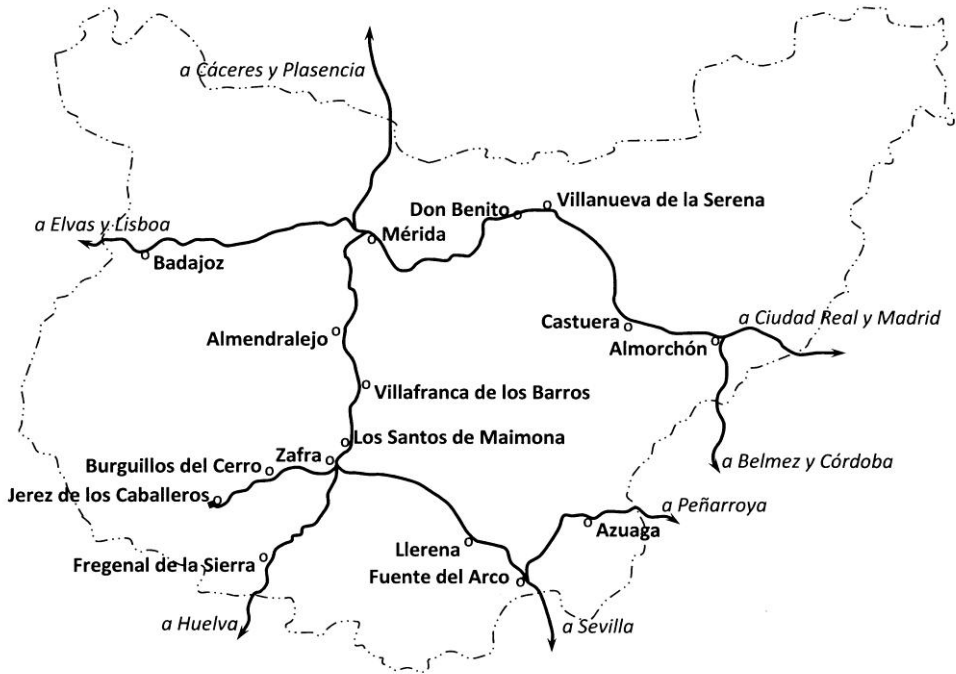 a Cáceres y Plasencia
Villanueva de la Serena
Don Benito
a Elvas y Lisboa
Mérida
Badajoz
a Ciudad Real y Madrid
Castuera
Almendralejo
Almorchón
Villafranca de los Barros
Los Santos de Maimona
Zafra
a Belmez y Córdoba
Burguillos del Cerro
Jerez de los Caballeros
a Peñarroya
Azuaga
Llerena
Fregenal de la Sierra
Fuente del Arco
a Huelva
a Sevilla